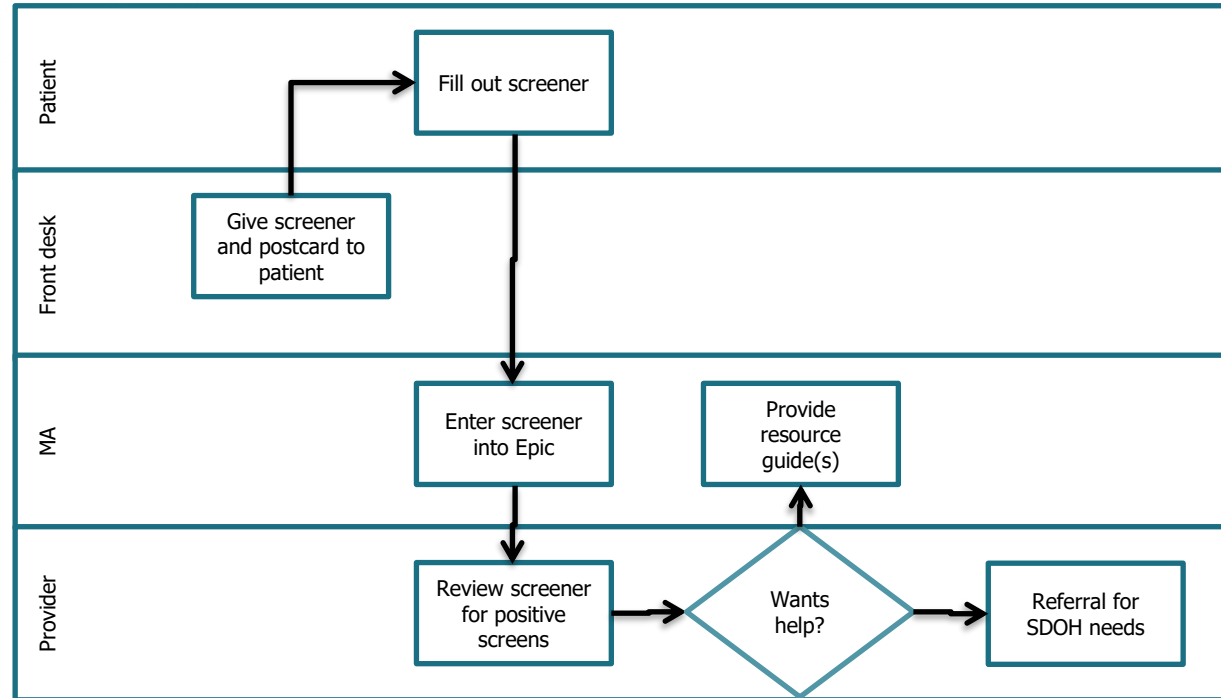 Patient
Fill out screener
Front desk
Give screener
and postcard to
patient
MA
Enter screener
into Epic
Provide
resource
guide(s)
Provider
Review screener
for positive
screens
Wants
help?
Referral for
SDOH needs